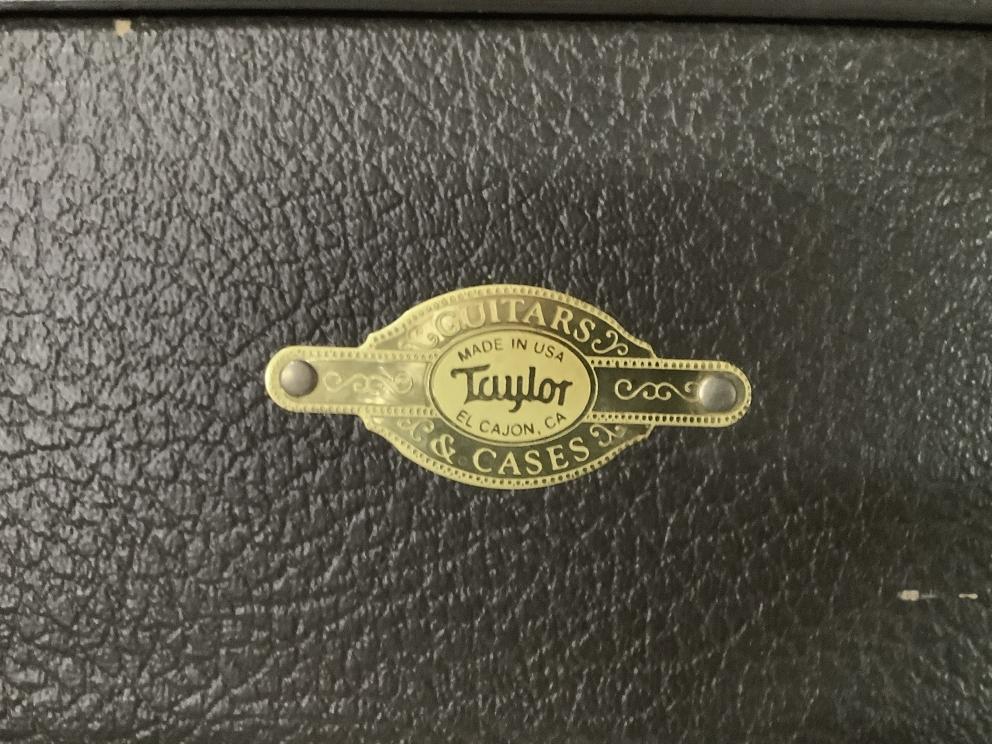 GUITARS
MADE IN USA
Taylor
EL CAJON, CA
& CASES